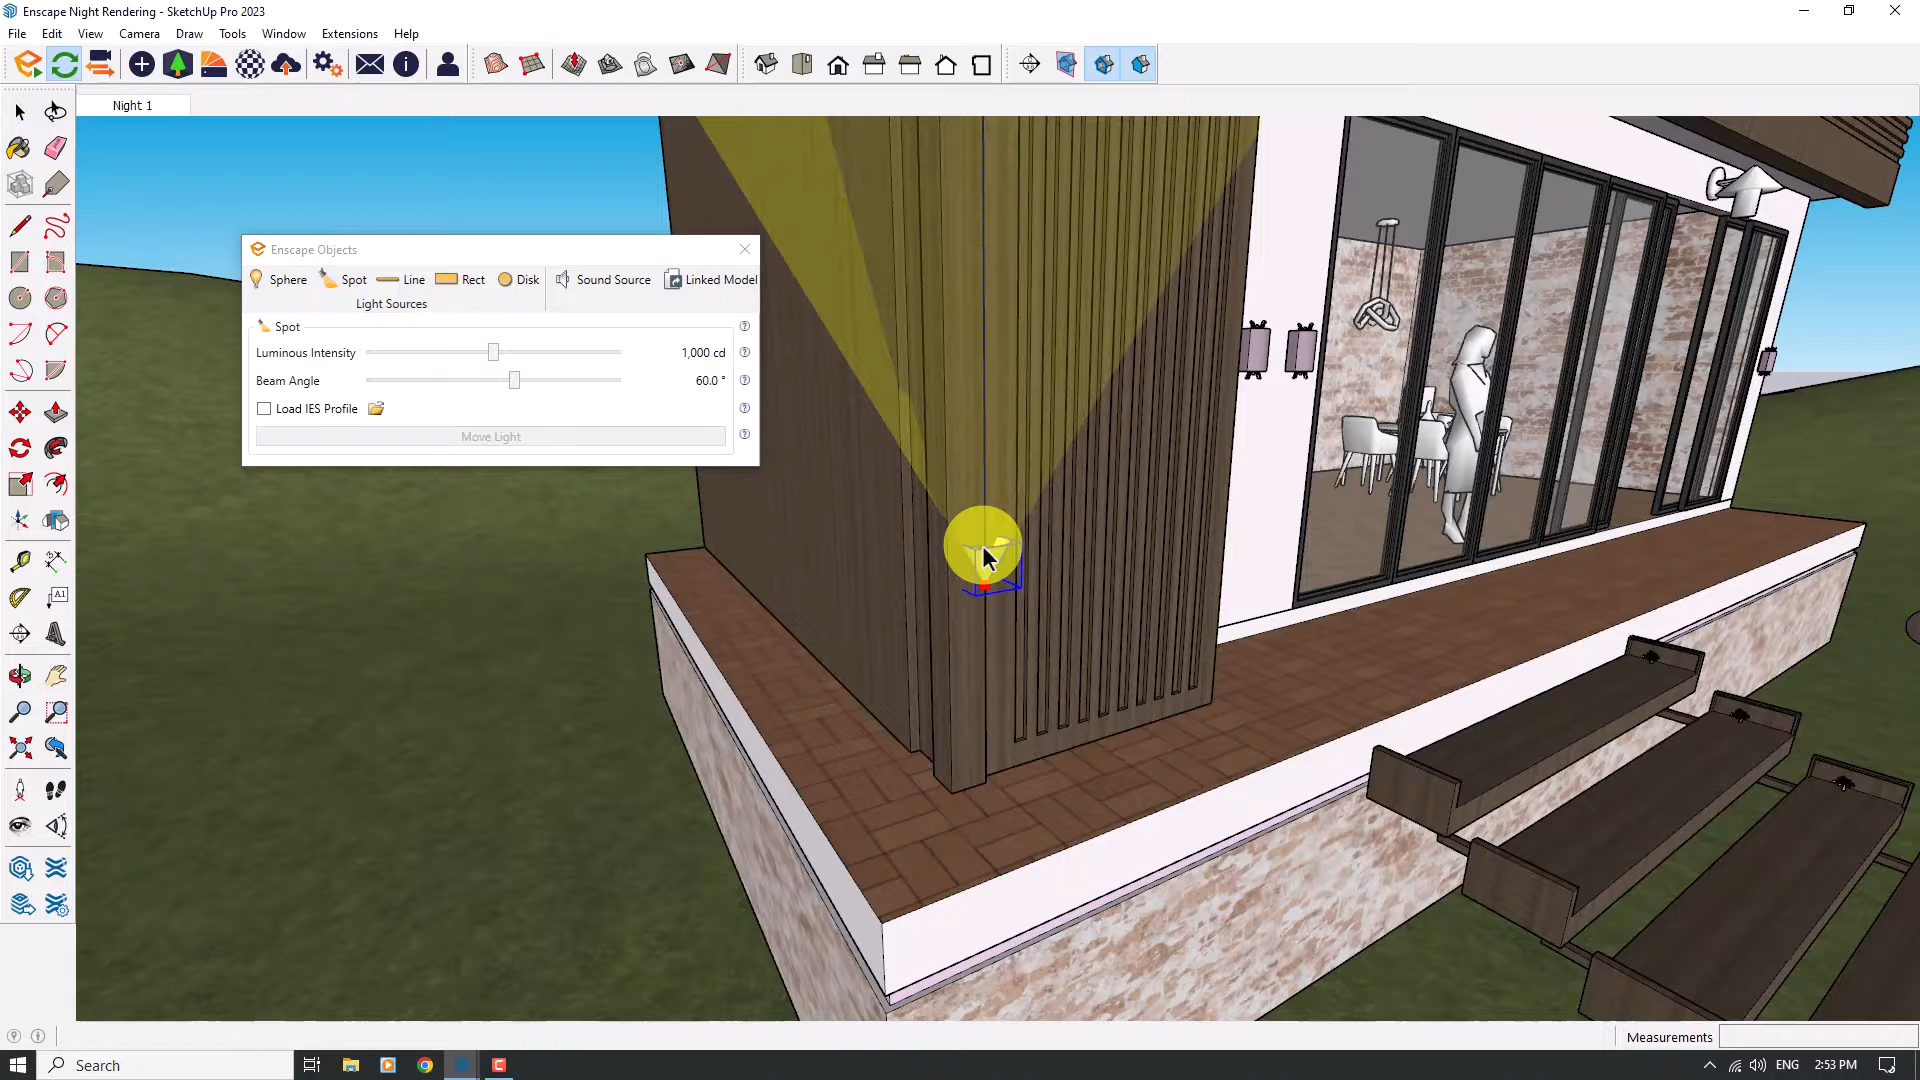 Enscape Night Rendering - SketchUp Pro 2023
File Edit View Camera Draw Tools Window Extensions Help
Night 1
Enscape Objects
Sphere Spot Line Rect Disk Sound Source Linked Model
Light Sources
Spot
Luminous Intensity 1,000 cd
Beam Angle 60.0 °
Load IES Profile
Move Light
A1
Measurements
Search
ENG 2:53 PM